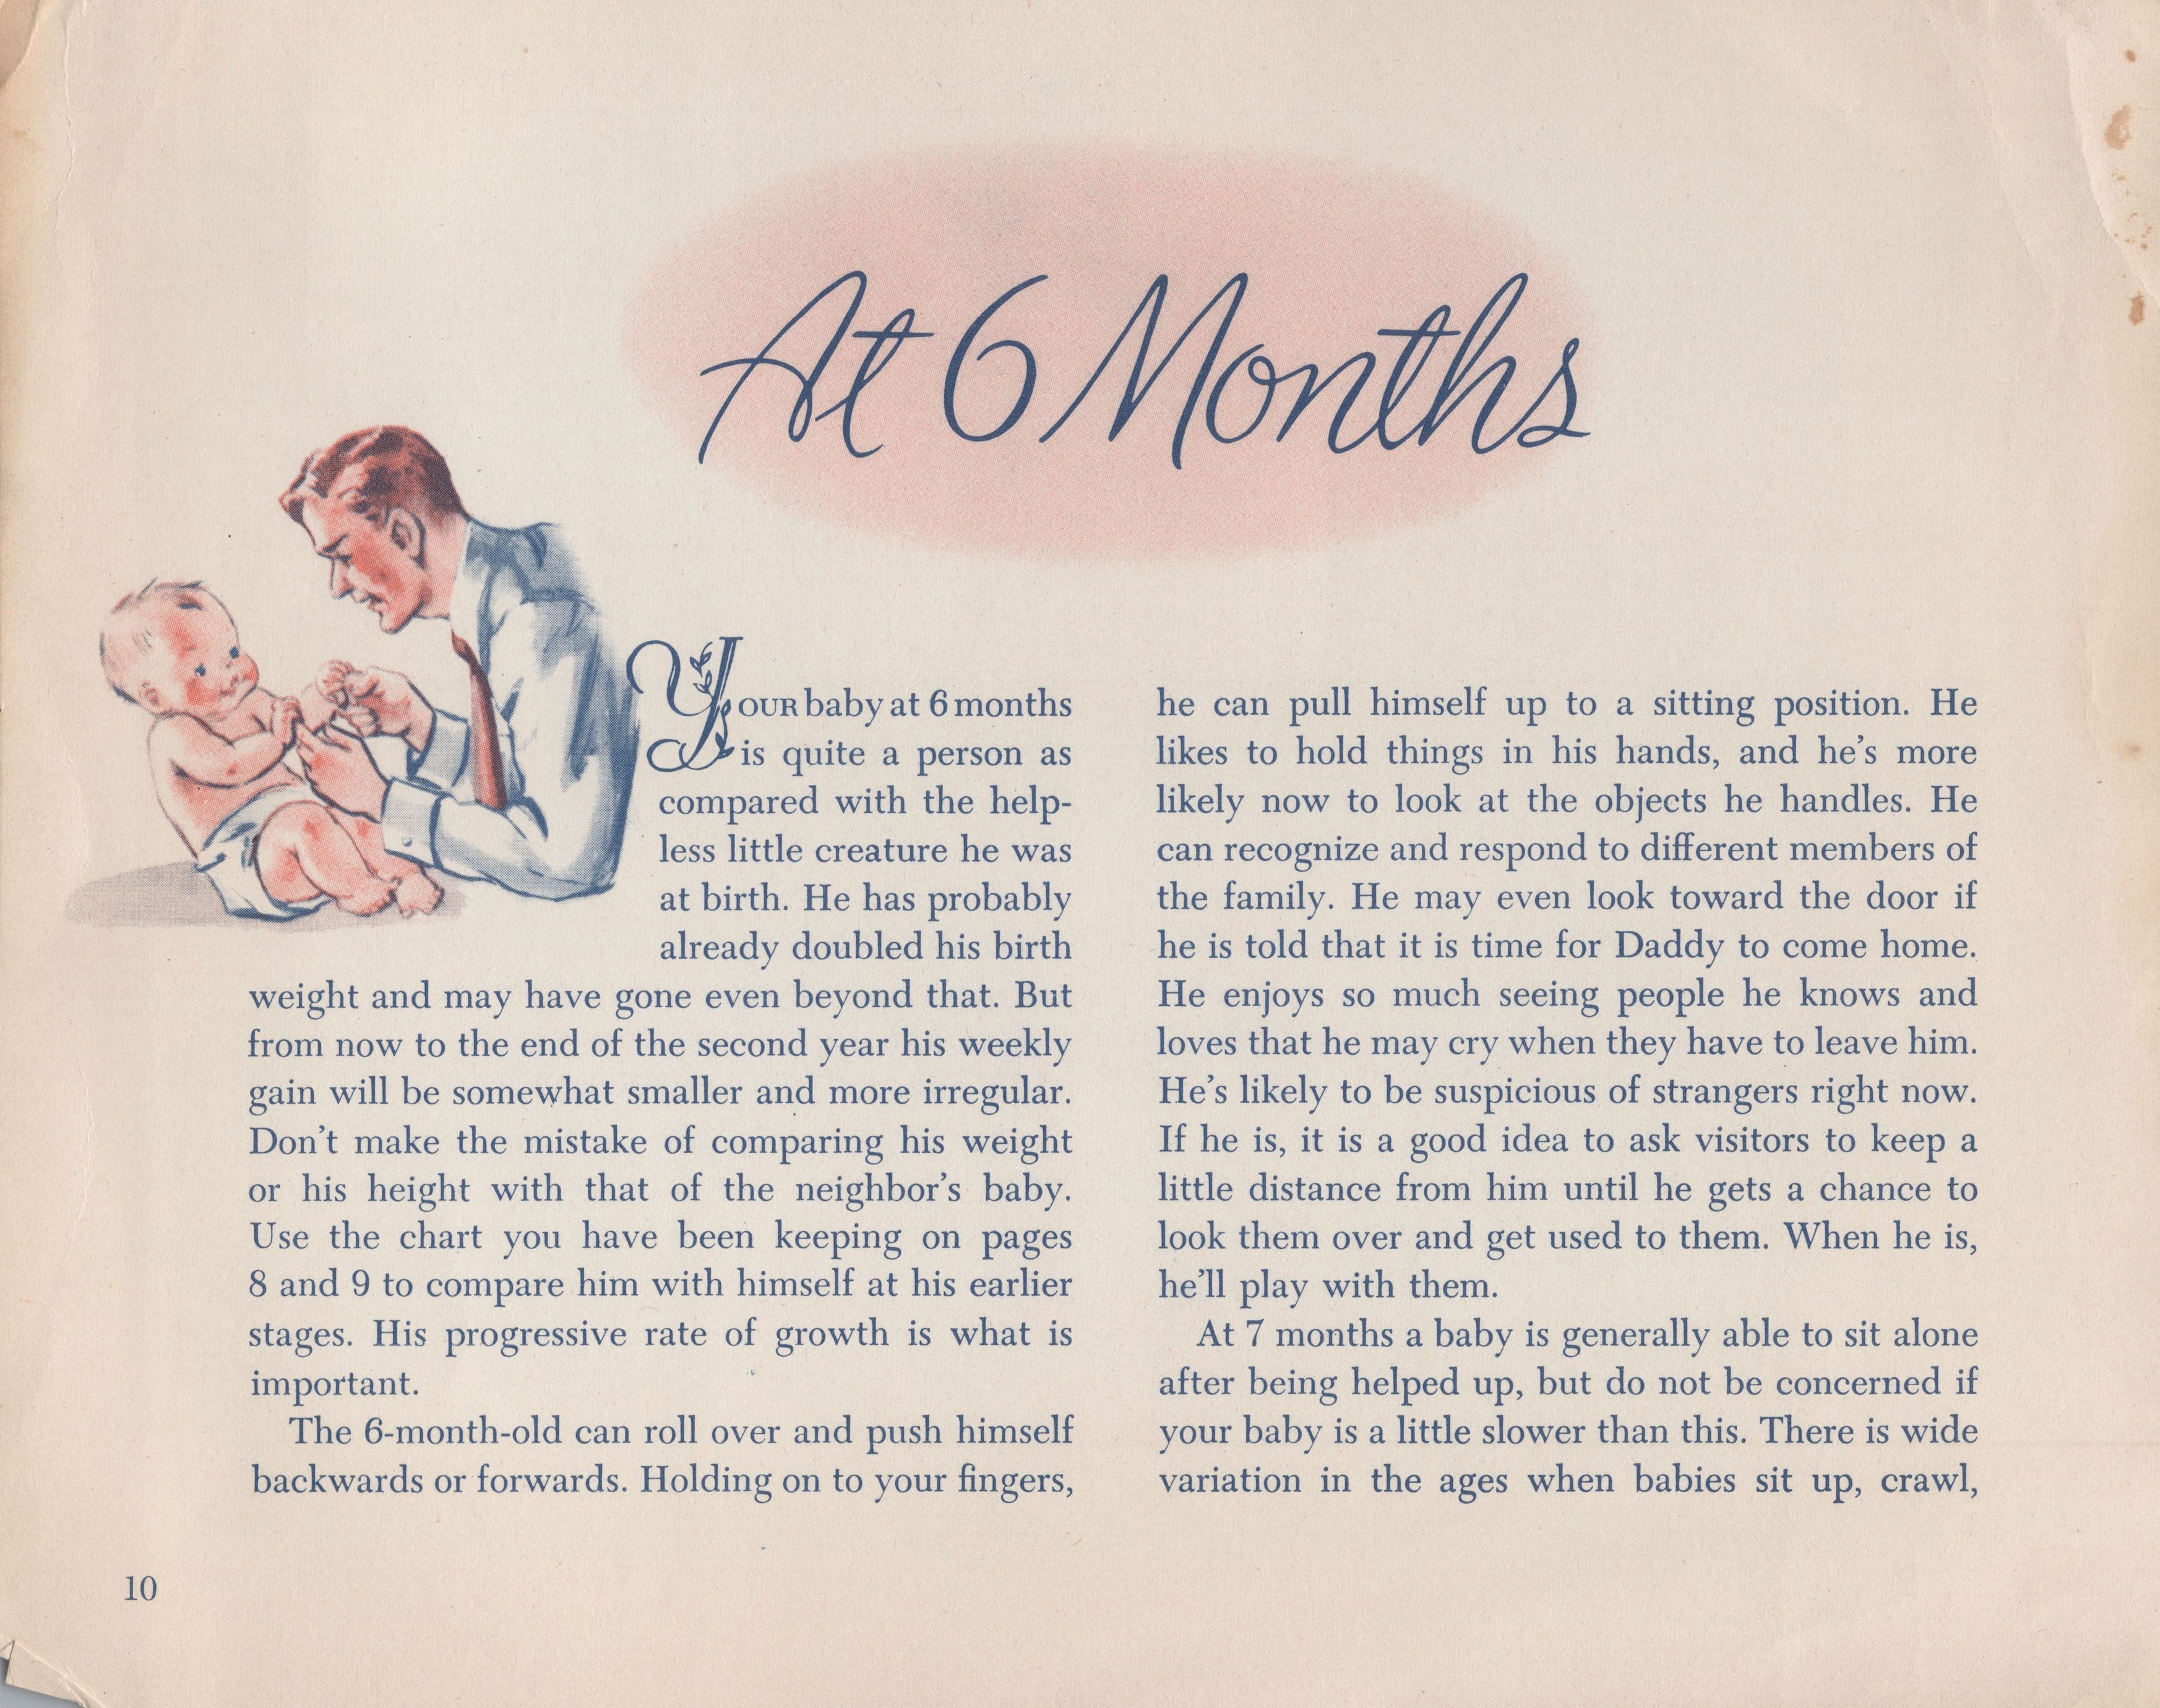 At 6 Months
YOUR baby at 6 months
is quite a person as
compared with the help-
less little creature he was
at birth. He has probably
already doubled his birth
weight and may have gone even beyond that. But
from now to the end of the second year his weekly
gain will be somewhat smaller and more irregular.
Don't make the mistake of comparing his weight
or his height with that of the neighbor's baby.
Use the chart you have been keeping on pages
8 and 9 to compare him with himself at his earlier
stages. His progressive rate of growth is what is
important.
The 6-month-old can roll over and push himself
backwards or forwards. Holding on to your fingers,
he can pull himself up to a sitting position. He
likes to hold things in his hands, and he's more
likely now to look at the objects he handles. He
can recognize and respond to different members of
the family. He may even look toward the door if
he is told that it is time for Daddy to come home.
He enjoys so much seeing people he knows and
loves that he may cry when they have to leave him.
He's likely to be suspicious of strangers right now.
If he is, it is a good idea to ask visitors to keep a
little distance from him until he gets a chance to
look them over and get used to them. When he is,
he'll play with them.
At 7 months a baby is generally able to sit alone
after being helped up, but do not be concerned if
your baby is a little slower than this. There is wide
variation in the ages when babies sit up, crawl,
10